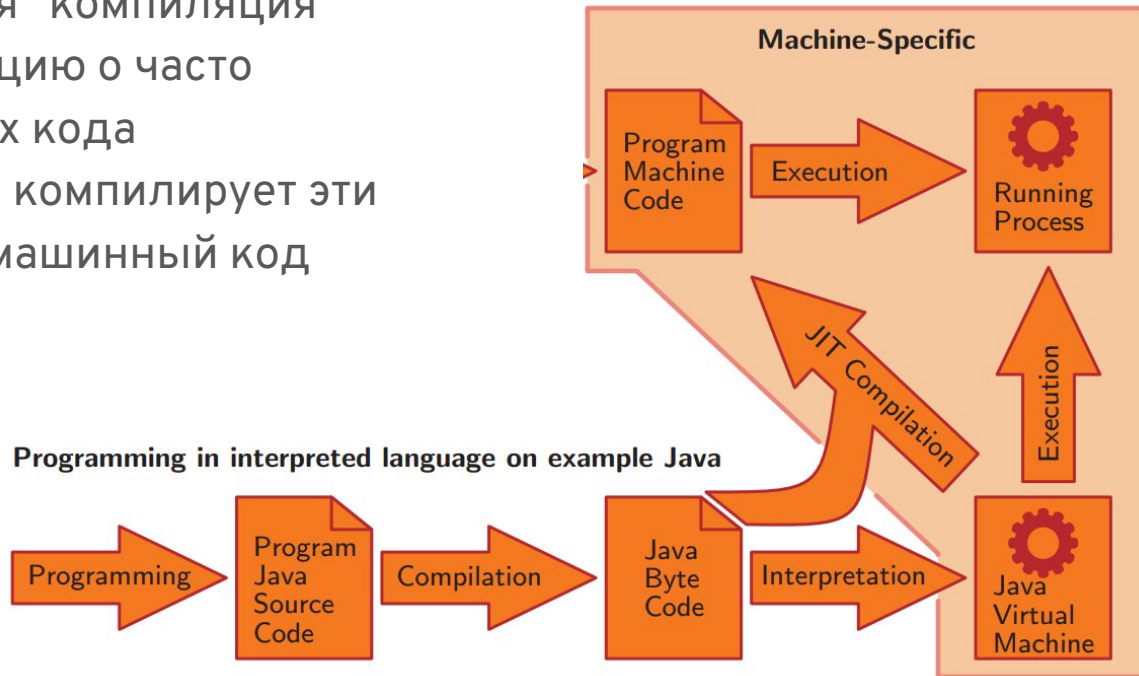 я" компиляция
цию о часто
х кода
компилирует эти
машинный код
Machine-Specific
Program
Machine
Code
Execution
Running
Process
JIT Compilation
Execution
Programming in interpreted language on example Java
Programming
Program
Java
Source
Code
Compilation
Java
Byte
Code
Interpretation
Java
Virtual
Machine